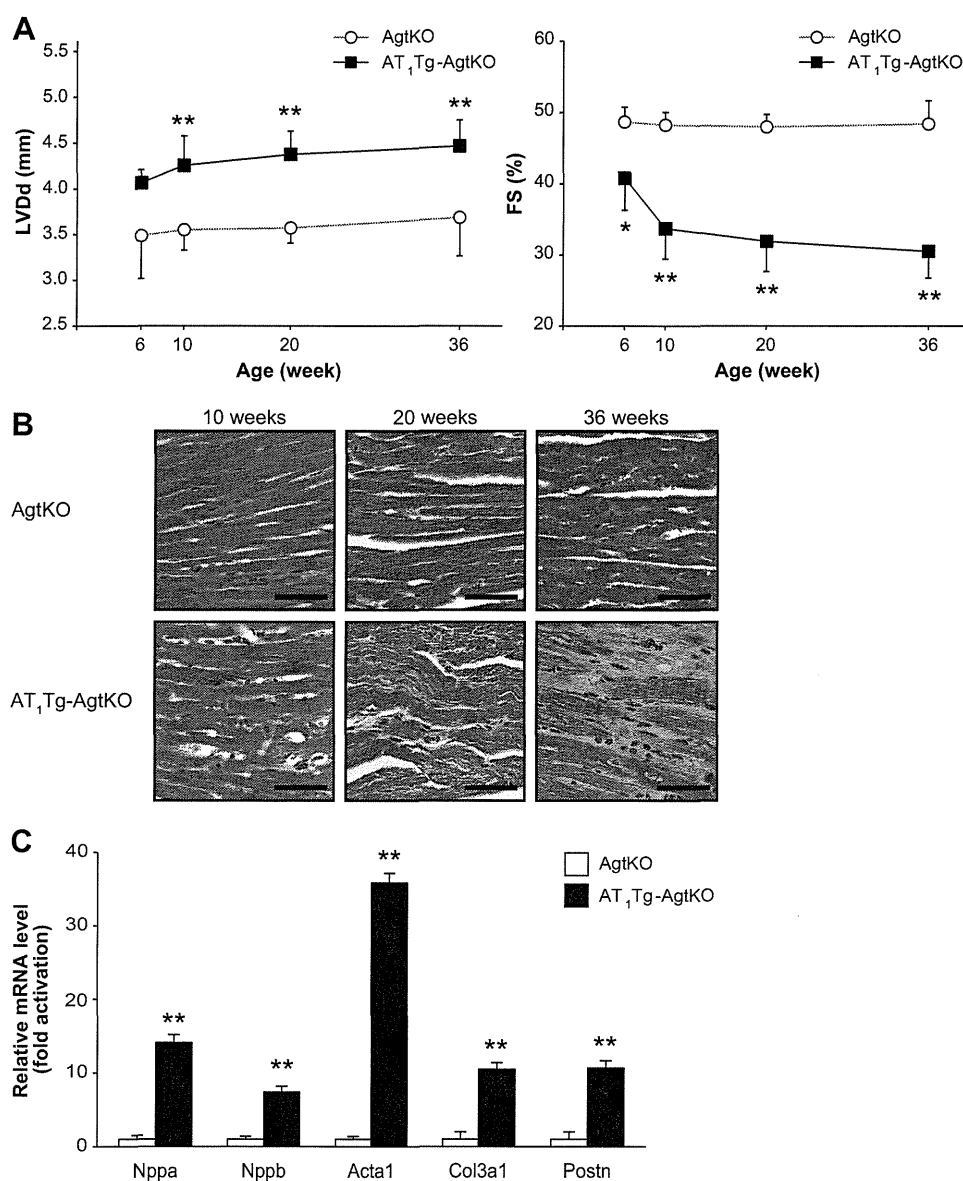 A
AgtKO
AT1Tg-AgtKO
5.5
5.0
4.5
4.0
3.5
3.0
2.5
LVDd (mm)
** ** **
6 10 20 36
Age (week)
AgtKO
AT1Tg-AgtKO
60
50
40
30
20
FS (%)
* ** ** **
6 10 20 36
Age (week)
B
10 weeks 20 weeks 36 weeks
AgtKO
AT1Tg-AgtKO
C
AgtKO
AT1Tg-AgtKO
40
30
20
10
0
Relative mRNA level
(fold activation)
** ** ** ** **
Nppa Nppb Acta1 Col3a1 Postn